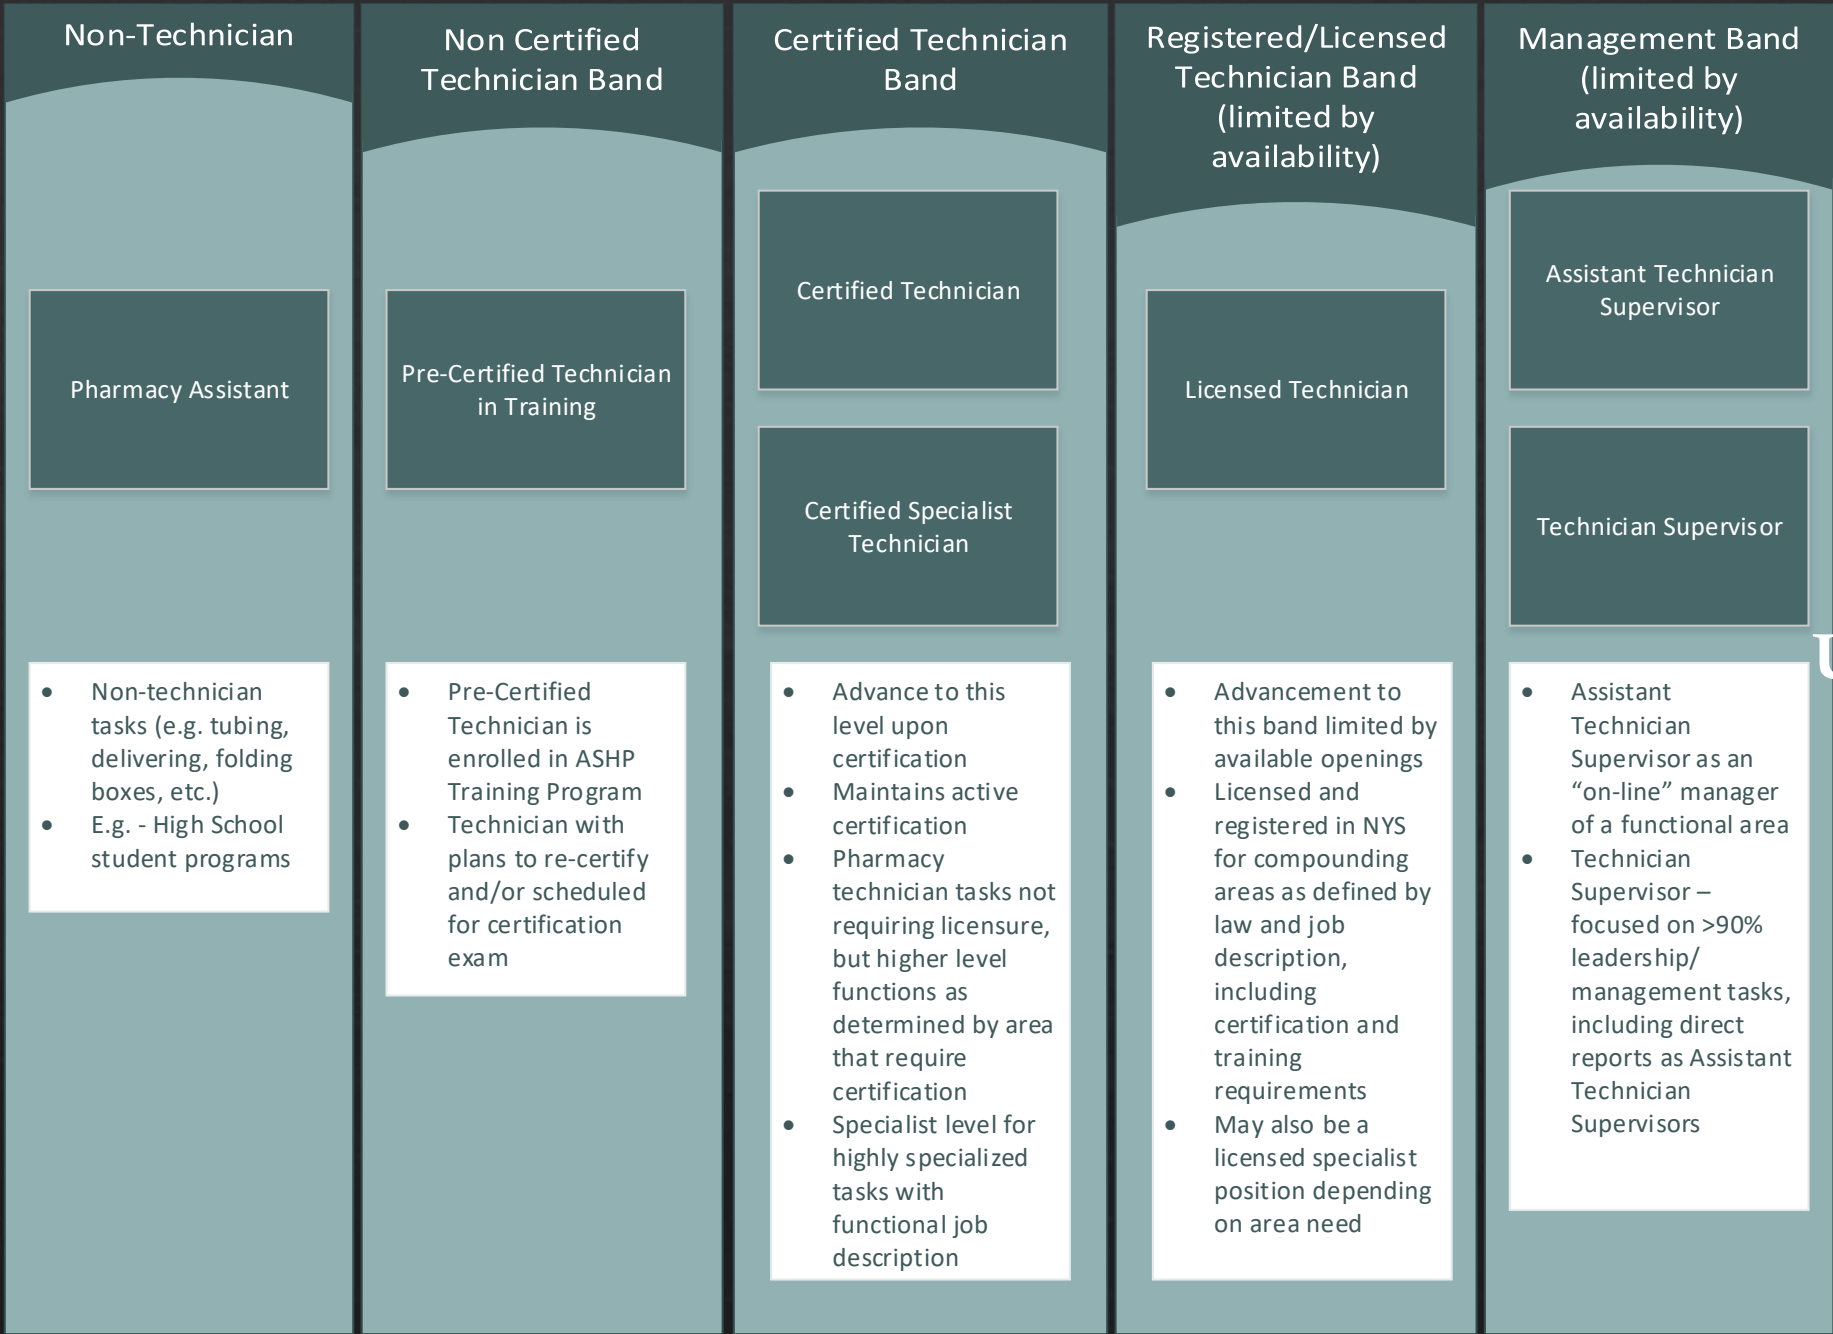 Non-Technician
Pharmacy Assistant
• Non-technician
tasks (e.g. tubing,
delivering, folding
boxes, etc.)
• E.g. - High School
student programs
Non Certified
Technician Band
Pre-Certified Technician
in Training
• Pre-Certified
Technician is
enrolled in ASHP
Training Program
• Technician with
plans to re-certify
and/or scheduled
for certification
exam
Certified Technician
Band
Certified Technician
Certified Specialist
Technician
• Advance to this
level upon
certification
• Maintains active
certification
• Pharmacy
technician tasks not
requiring licensure,
but higher level
functions as
determined by area
that require
certification
• Specialist level for
highly specialized
tasks with
functional job
description
Registered/Licensed
Technician Band
(limited by
availability)
Licensed Technician
• Advancement to
this band limited by
available openings
• Licensed and
registered in NYS
for compounding
areas as defined by
law and job
description,
including
certification and
training
requirements
• May also be a
licensed specialist
position depending
on area need
Management Band
(limited by
availability)
Assistant Technician
Supervisor
Technician Supervisor
• Assistant
Technician
Supervisor as an
“on-line” manager
of a functional area
• Technician
Supervisor –
focused on >90%
leadership/
management tasks,
including direct
reports as Assistant
Technician
Supervisors